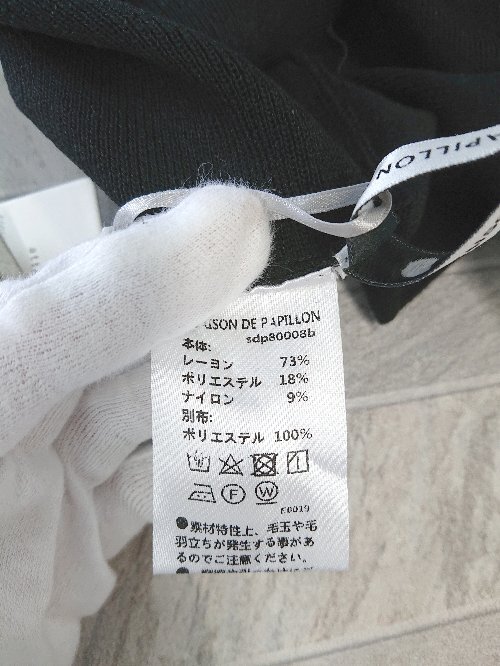 APILLON
SON DE PAPILLON
sdp80008b
本体:
レーヨン 73%
ポリエステル 18%
ナイロン 9%
別布:
ポリエステル 100%
F
W
E6019
●素材特性上、毛玉や毛
羽立ちが発生する事があ
るのでご注意ください。